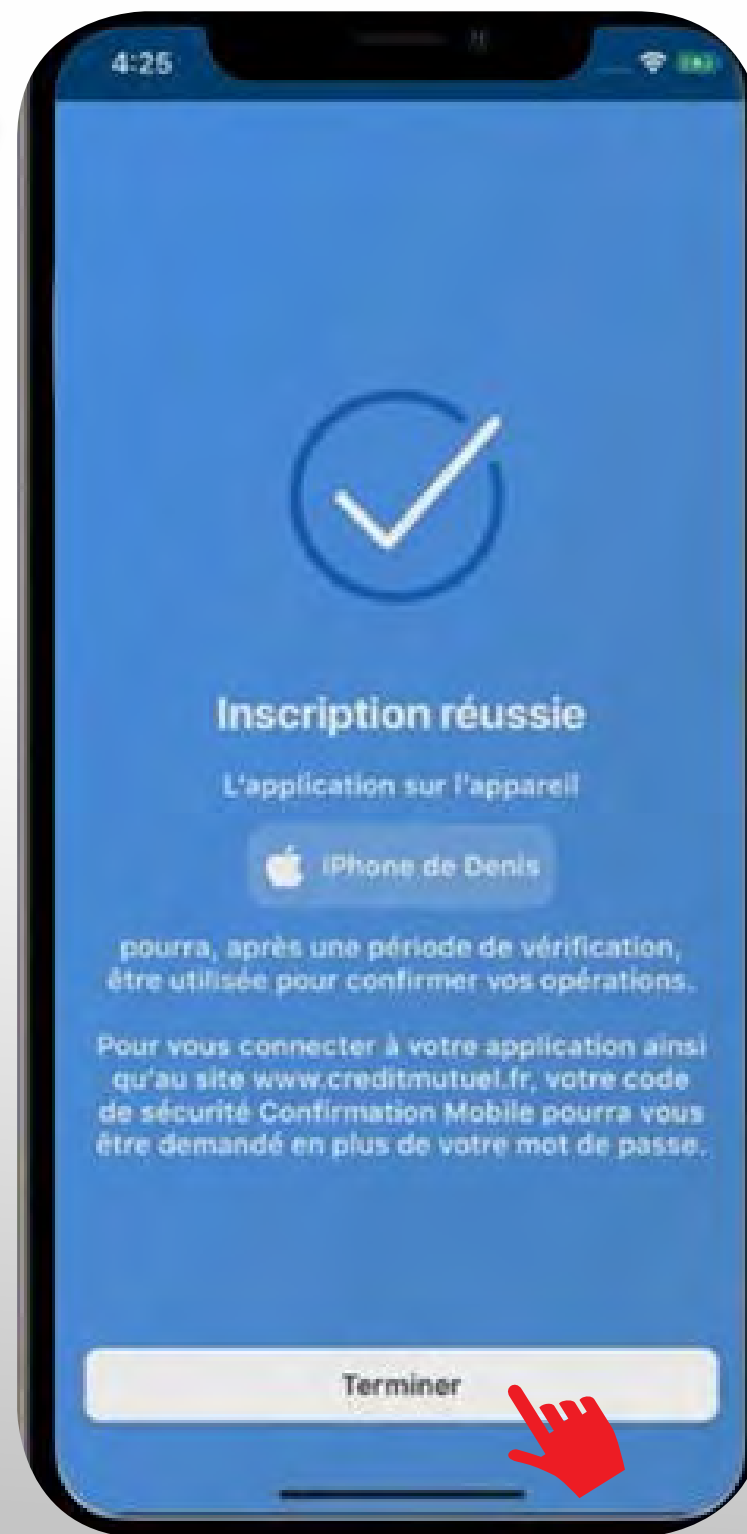 4:25
Inscription réussie
L'application sur l'appareil
iPhone de Denis
pourra, après une période de vérification,
être utilisée pour confirmer vos opérations.
Pour vous connecter à votre application ainsi
qu'au site www.creditmutuel.fr, votre code
de sécurité Confirmation Mobile pourra vous
être demandé en plus de votre mot de passe.
Terminer